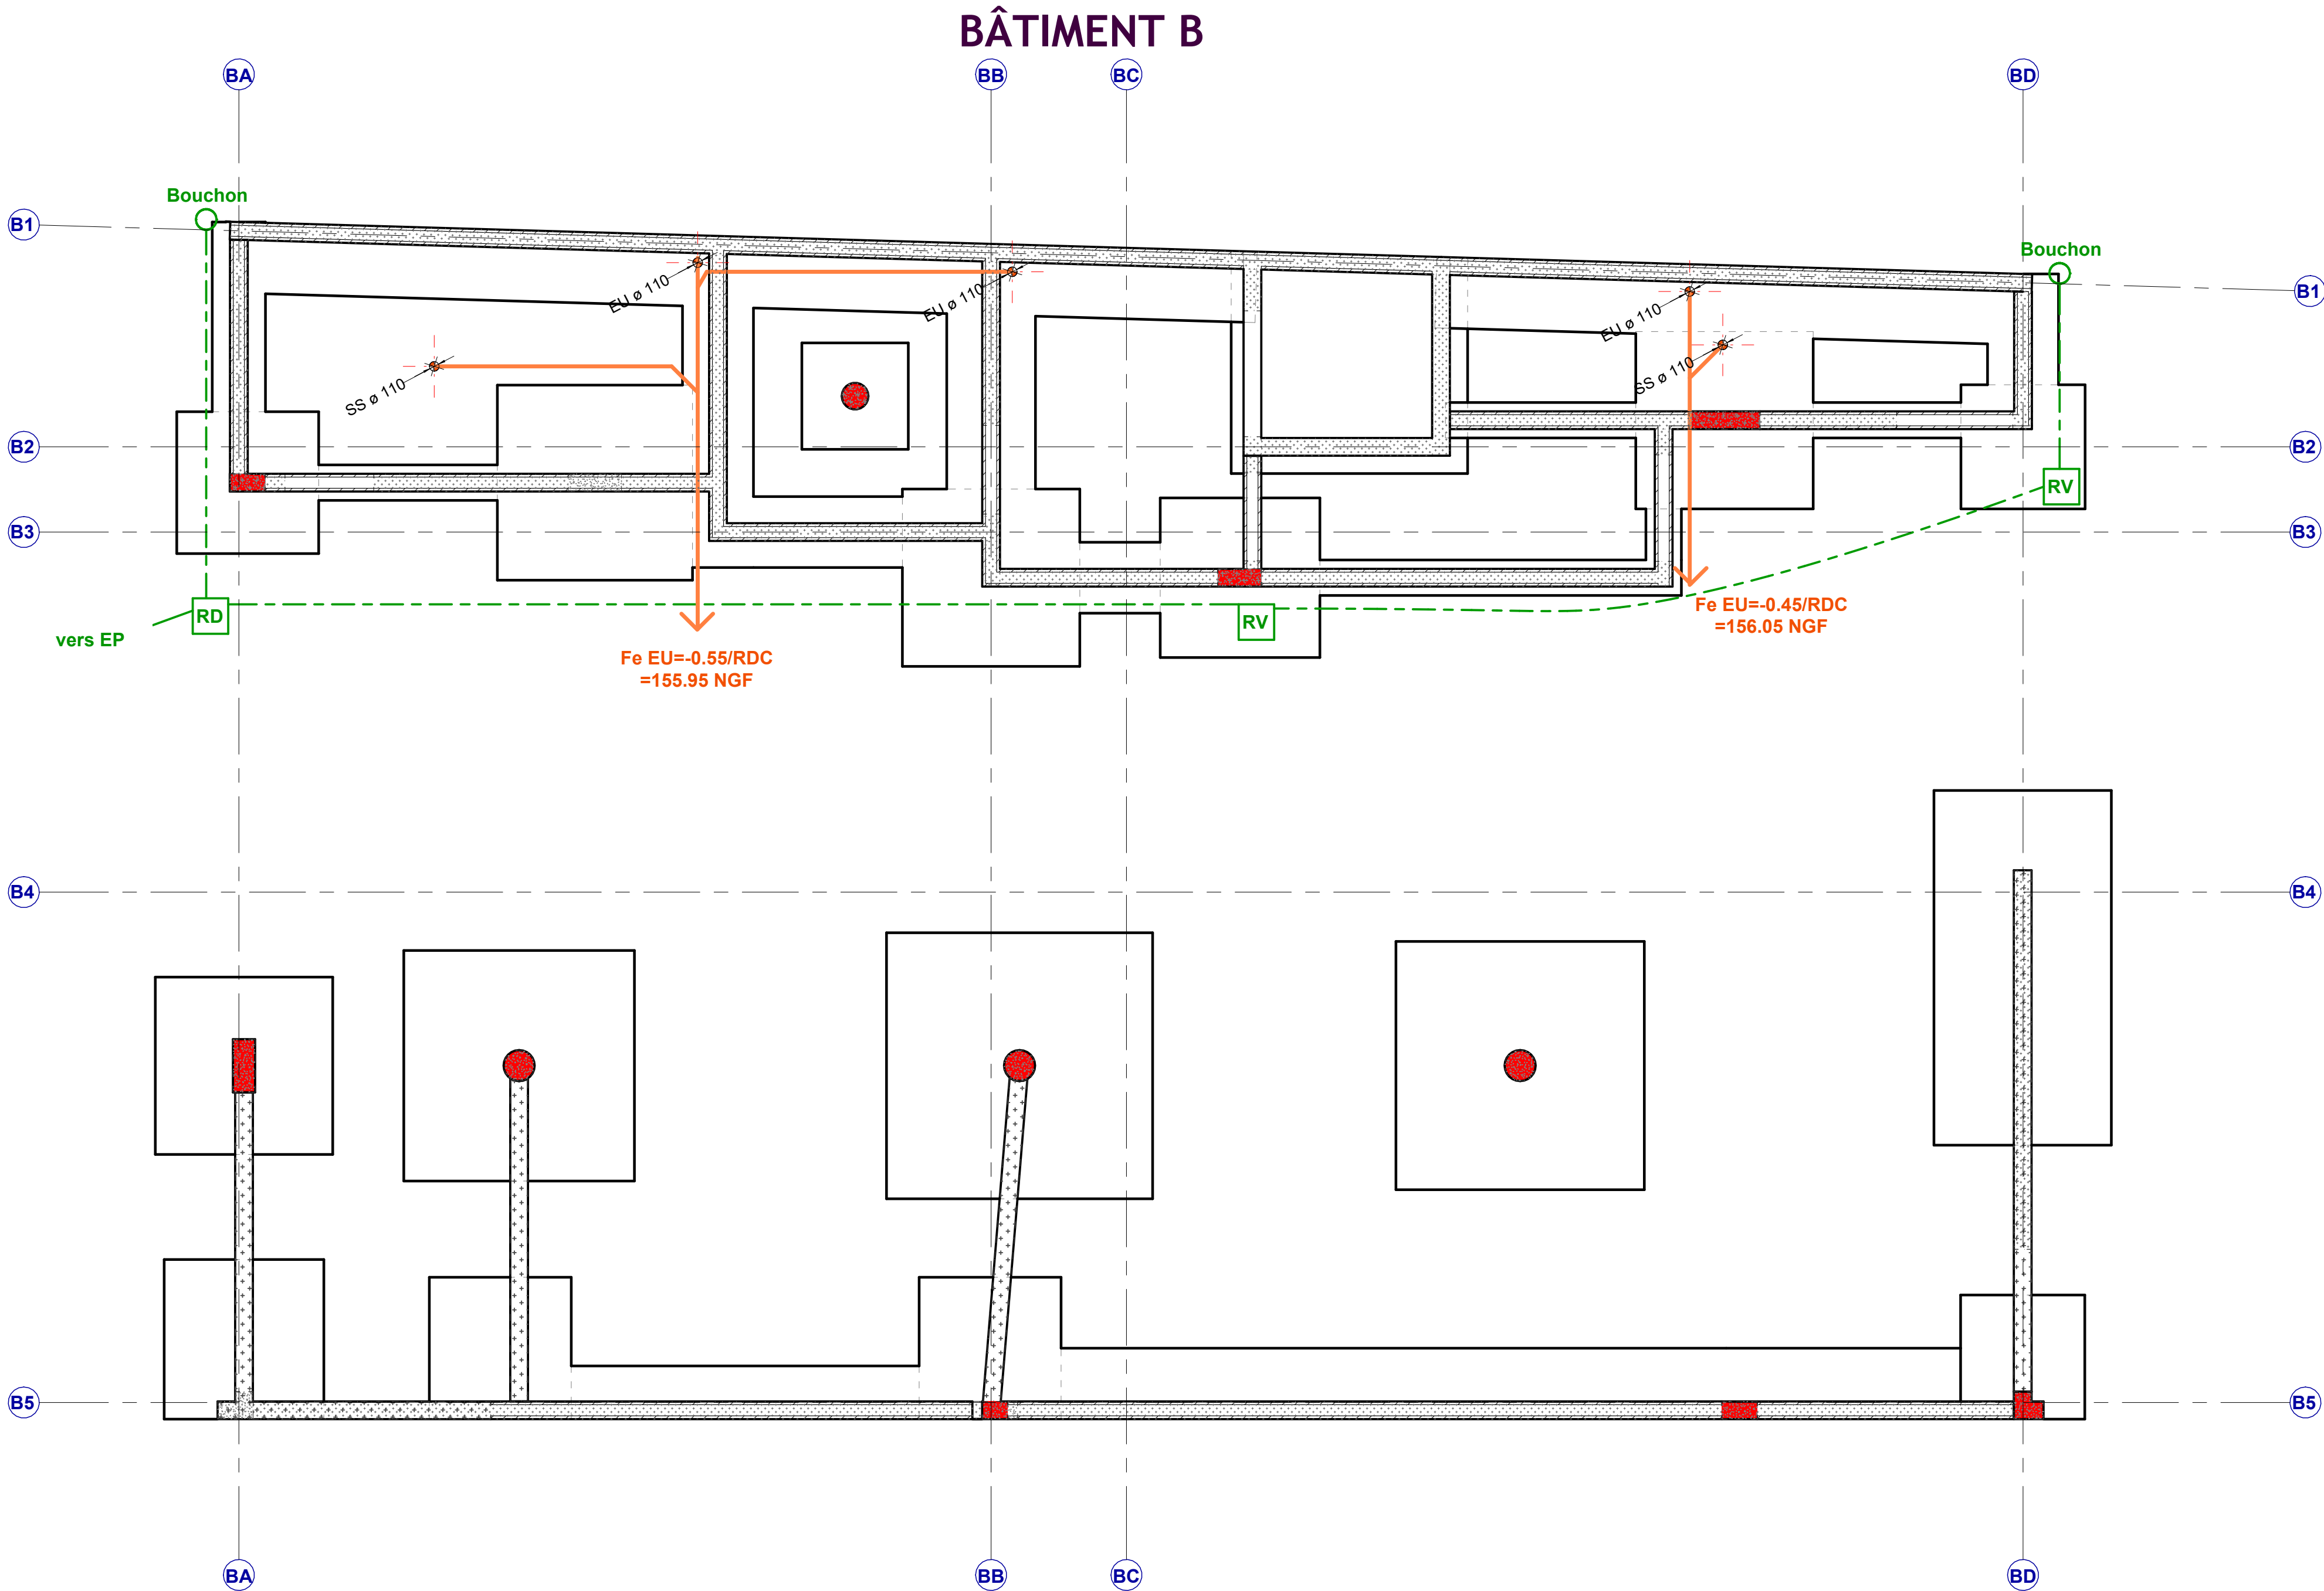 BÂTIMENT B
BA
BB
BC
BD
Bouchon
B1
Bouchon
B1
EU ø 110
EU ø 110
EU ø 110
SS ø 110
SS ø 110
B2
B2
RV
B3
B3
RD
vers EP
RV
Fe EU=-0.45/RDC
=156.05 NGF
Fe EU=-0.55/RDC
=155.95 NGF
B4
B4
B5
B5
BA
BB
BC
BD